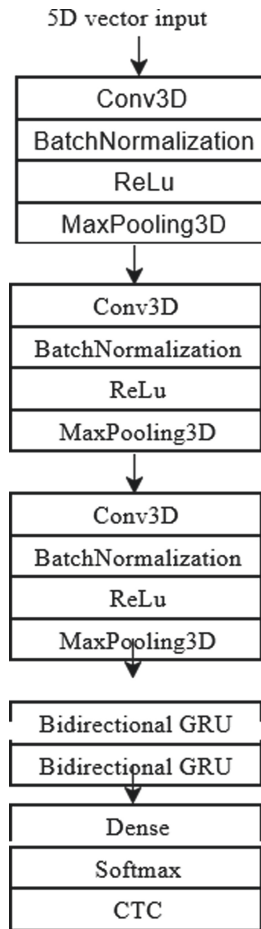 5D vector input
Conv3D
BatchNormalization
ReLu
MaxPooling3D
Conv3D
BatchNormalization
ReLu
MaxPooling3D
Conv3D
BatchNormalization
ReLu
MaxPooling3D
Bidirectional GRU
Bidirectional GRU
Dense
Softmax
CTC